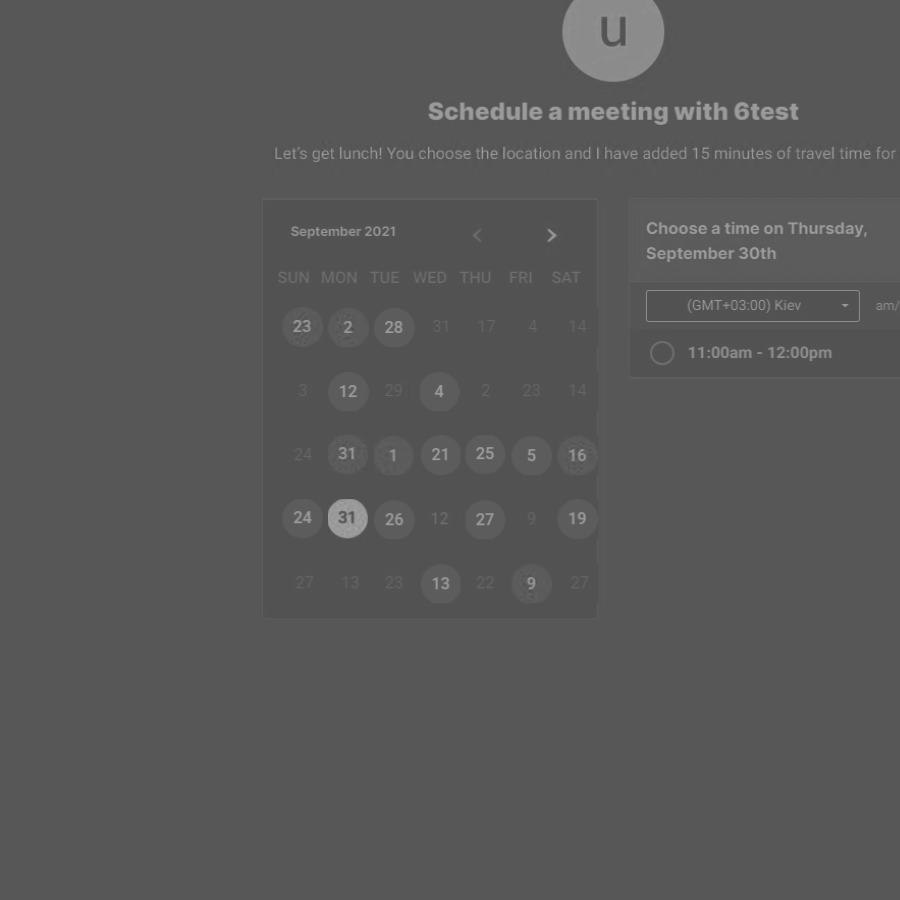 u
Schedule a meeting with 6test
Let's get lunch! You choose the location and I have added 15 minutes of travel time for
September 2021
SUN MON TUE WED THU FRI SAT
23 2 28 31 17 4 14
3 12 29 4 2 23 14
24 31 1 21 25 5 16
24 31 26 12 27 9 19
27 13 23 13 22 9 27
Choose a time on Thursday,
September 30th
(GMT+03:00) Kiev am/
11:00am - 12:00pm